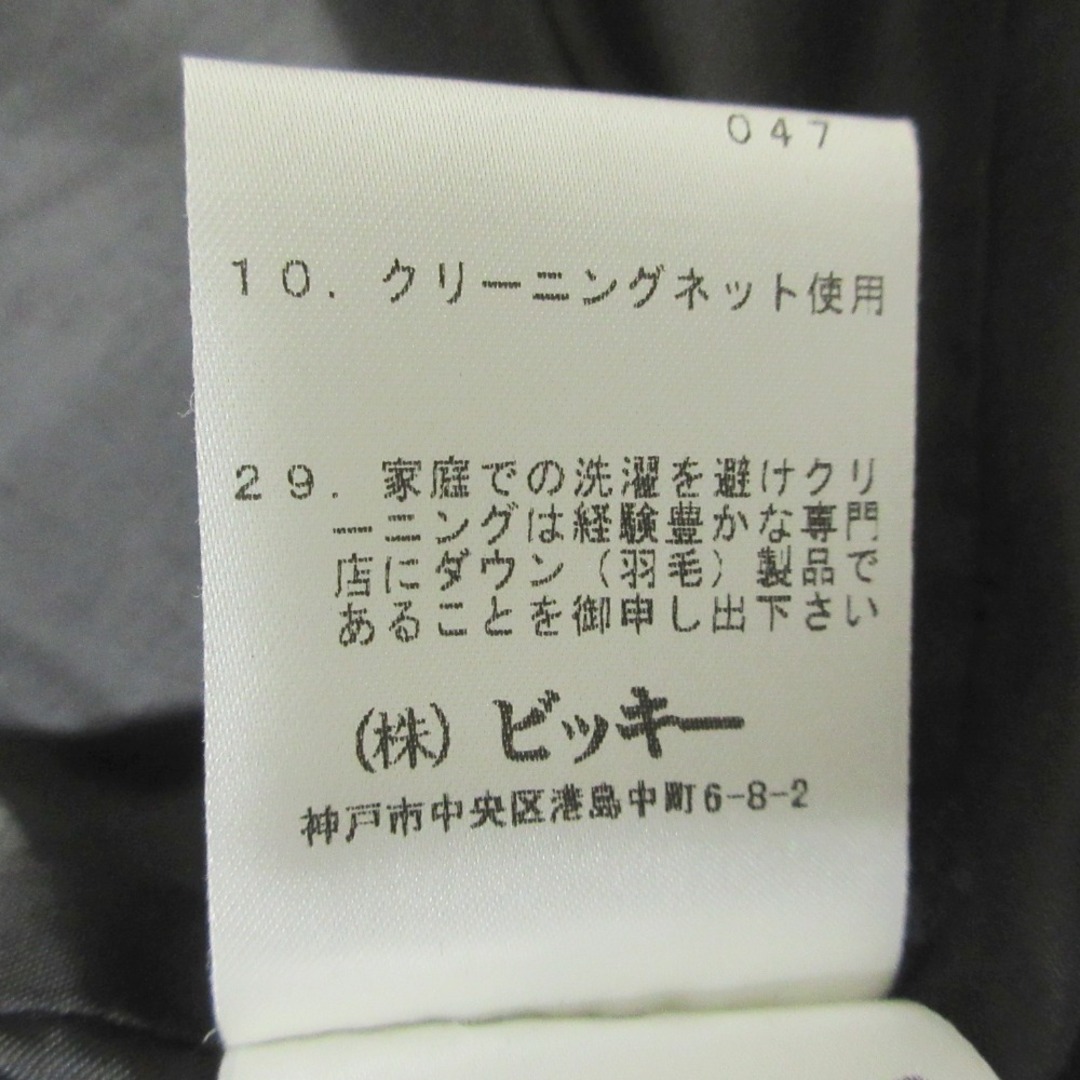 047
10. クリーニングネット使用
29. 家庭での洗濯を避けクリ
ーニングは経験豊かな専門
店にダウン（羽毛）製品で
あることを御申し出下さい
(株) ビッキー
神戸市中央区港島中町6-8-2